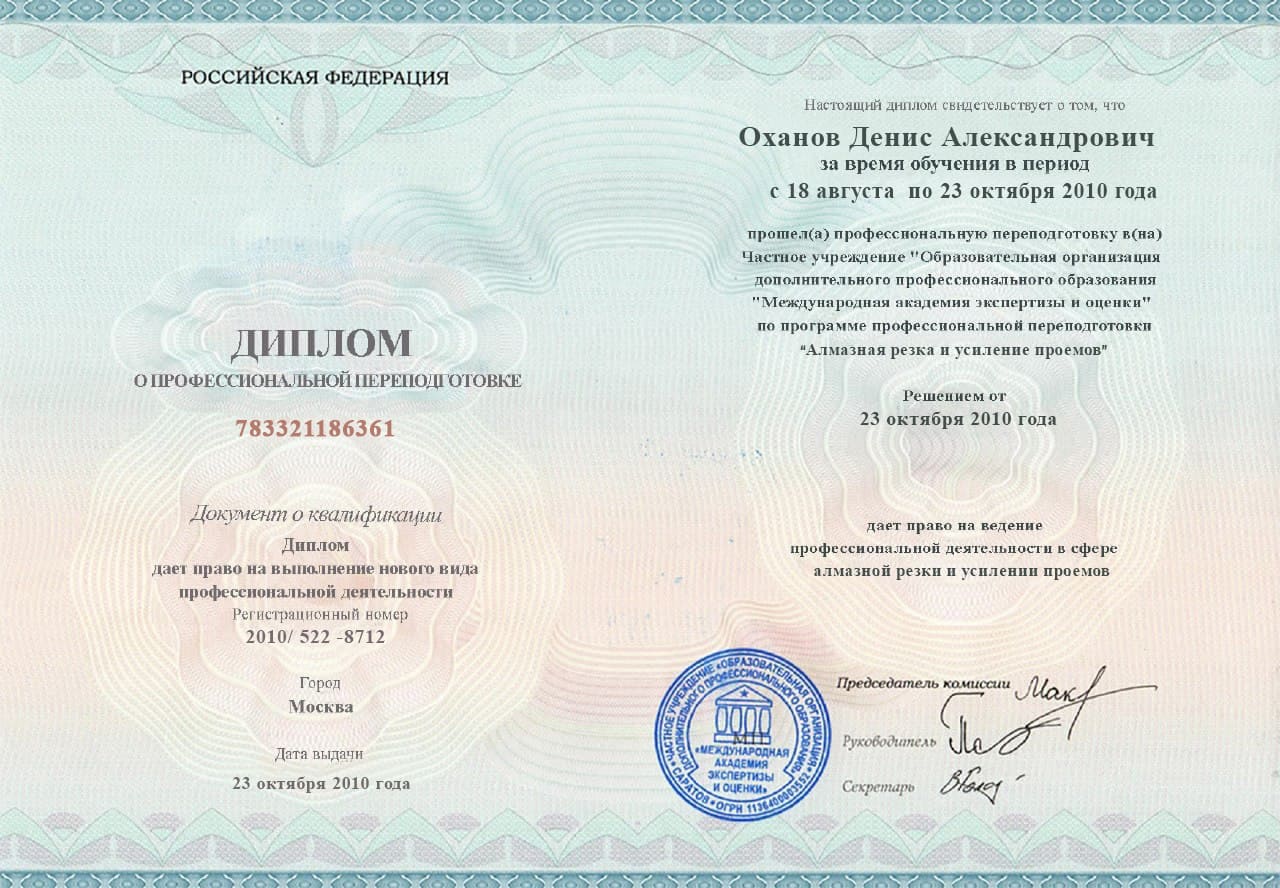 РОССИЙСКАЯ ФЕДЕРАЦИЯ
ДИПЛОМ
О ПРОФЕССИОНАЛЬНОЙ ПЕРЕПОДГОТОВКЕ
783321186361
Документ о квалификации
Диплом
дает право на выполнение нового вида
профессиональной деятельности
Регистрационный номер
2010/ 522 -8712
Город
Москва
Дата выдачи
23 октября 2010 года
Настоящий диплом свидетельствует о том, что
Оханов Денис Александрович
за время обучения в период
с 18 августа по 23 октября 2010 года
прошел(а) профессиональную переподготовку в(на)
Частное учреждение "Образовательная организация
дополнительного профессионального образования
"Международная академия экспертизы и оценки"
по программе профессиональной переподготовки
"Алмазная резка и усиление проемов"
Решением от
23 октября 2010 года
дает право на ведение
профессиональной деятельности в сфере
алмазной резки и усилении проемов
Председатель комиссии
Руководитель
Секретарь
ЧАСТНОЕ УЧРЕЖДЕНИЕ «ОБРАЗОВАТЕЛЬНАЯ ОРГАНИЗАЦИЯ
ДОПОЛНИТЕЛЬНОГО ПРОФЕССИОНАЛЬНОГО ОБРАЗОВАНИЯ»
М.П.
«МЕЖДУНАРОДНАЯ
АКАДЕМИЯ
ЭКСПЕРТИЗЫ
И ОЦЕНКИ»
САРАТОВ * ОГРН 1136400003552